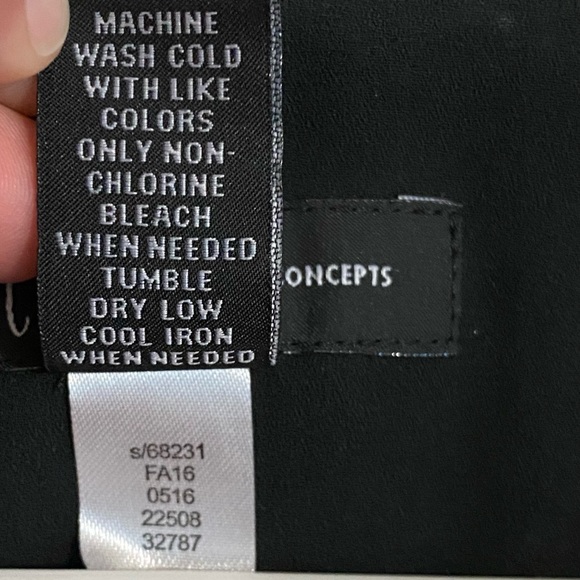 MACHINE
WASH COLD
WITH LIKE
COLORS
ONLY NON-
CHLORINE
BLEACH
WHEN NEEDED
TUMBLE
DRY LOW
COOL IRON
WHEN NEEDED
ONCEPTS
s/68231
FA16
0516
22508
32787